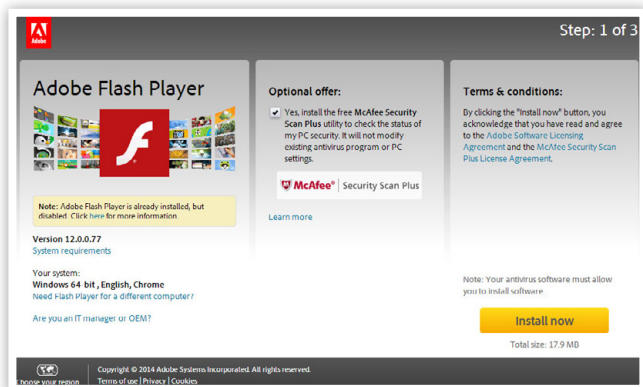 Adobe
Step: 1 of 3
Adobe Flash Player
Note: Adobe Flash Player is already installed, but
disabled. Click here for more information.
Version 12.0.0.77
System requirements
Your system:
Windows 64-bit , English, Chrome
Need Flash Player for a different computer?
Are you an IT manager or OEM?
Optional offer:
Yes, install the free McAfee Security
Scan Plus utility to check the status of
my PC security. It will not modify
existing antivirus program or PC
settings.
McAfee® Security Scan Plus
Learn more
Terms & conditions:
By clicking the "Install now" button, you
acknowledge that you have read and agree
to the Adobe Software Licensing
Agreement and the McAfee Security Scan
Plus License Agreement.
Note: Your antivirus software must allow
you to install software.
Install now
Total size: 17.9 MB
Choose your region
Copyright © 2014 Adobe Systems Incorporated. All rights reserved.
Terms of use | Privacy | Cookies